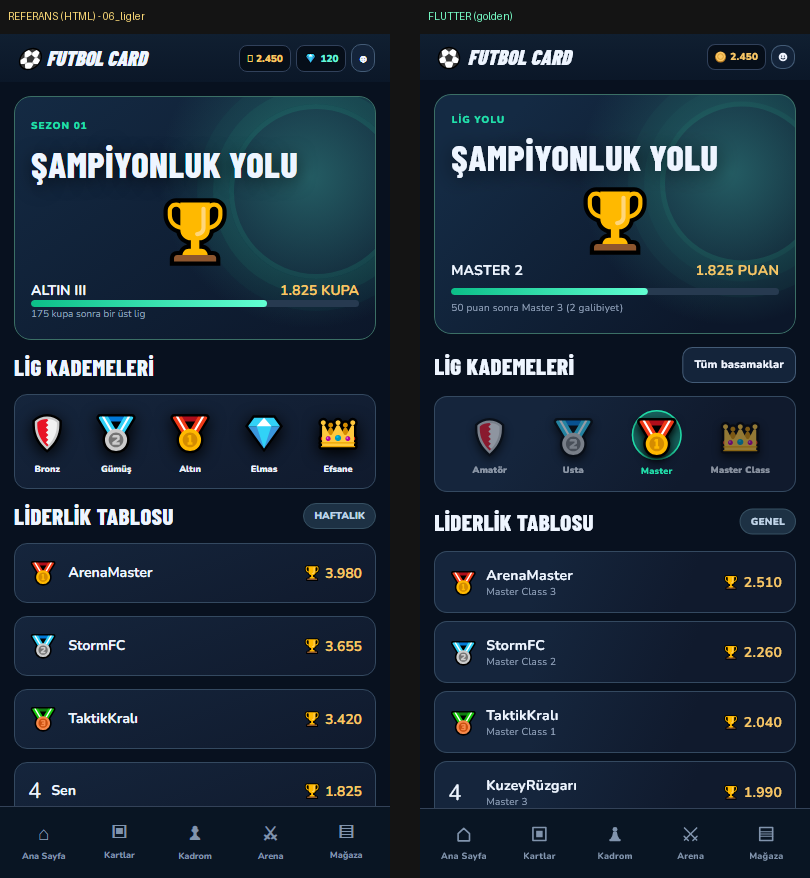 REFERANS (HTML) - 06_ligler
FUTBOL CARD
2.450
120
SEZON 01
ŞAMPİYONLUK YOLU
ALTIN III
1.825 KUPA
175 kupa sonra bir üst lig
LİG KADEMELERİ
Bronz
Gümüş
Altın
Elmas
Efsane
LİDERLİK TABLOSU
HAFTALIK
ArenaMaster
3.980
StormFC
3.655
TaktikKralı
3.420
4 Sen
1.825
Ana Sayfa
Kartlar
Kadrom
Arena
Mağaza
FLUTTER (golden)
FUTBOL CARD
2.450
LİG YOLU
ŞAMPİYONLUK YOLU
MASTER 2
1.825 PUAN
50 puan sonra Master 3 (2 galibiyet)
LİG KADEMELERİ
Tüm basamaklar
Amatör
Usta
Master
Master Class
LİDERLİK TABLOSU
GENEL
ArenaMaster
Master Class 3
2.510
StormFC
Master Class 2
2.260
TaktikKralı
Master Class 1
2.040
4
KuzeyRüzgarı
Master 3
1.990
Ana Sayfa
Kartlar
Kadrom
Arena
Mağaza